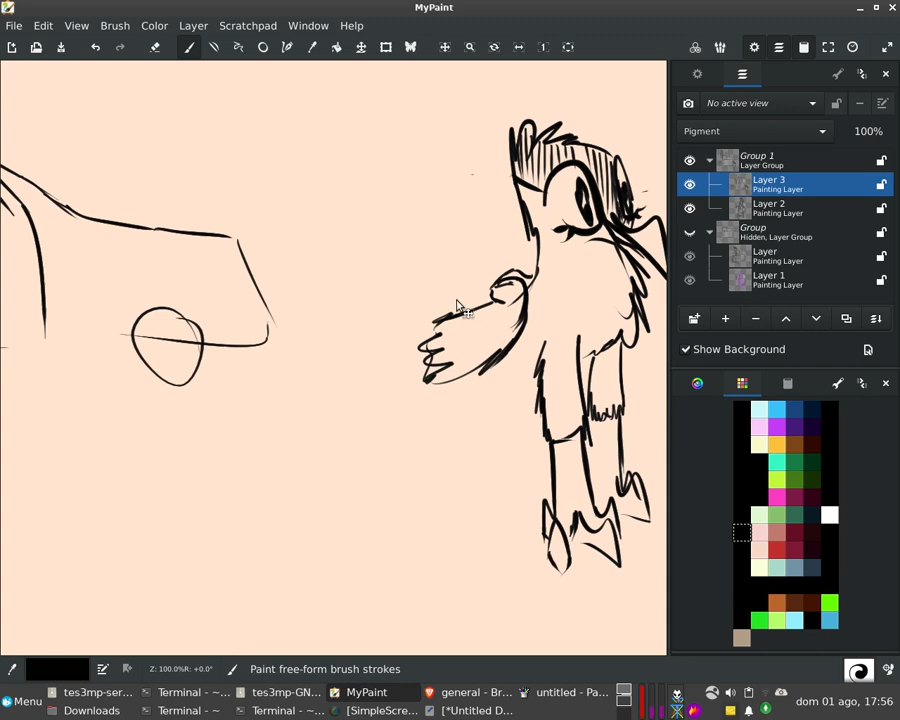 MyPaint
File Edit View Brush Color Layer Scratchpad Window Help
No active view
Pigment 100%
Group 1
Layer Group
Layer 3
Painting Layer
Layer 2
Painting Layer
Group
Hidden, Layer Group
Layer
Painting Layer
Layer 1
Painting Layer
Show Background
Z: 100.0%R: +0.0° Paint free-form brush strokes
Menu tes3mp-ser... Terminal - ~... tes3mp-GN... MyPaint general - Br... untitled - Pa...
Downloads Terminal - ~... Terminal - ~... [SimpleScre... [*Untitled D... dom 01 ago, 17:56